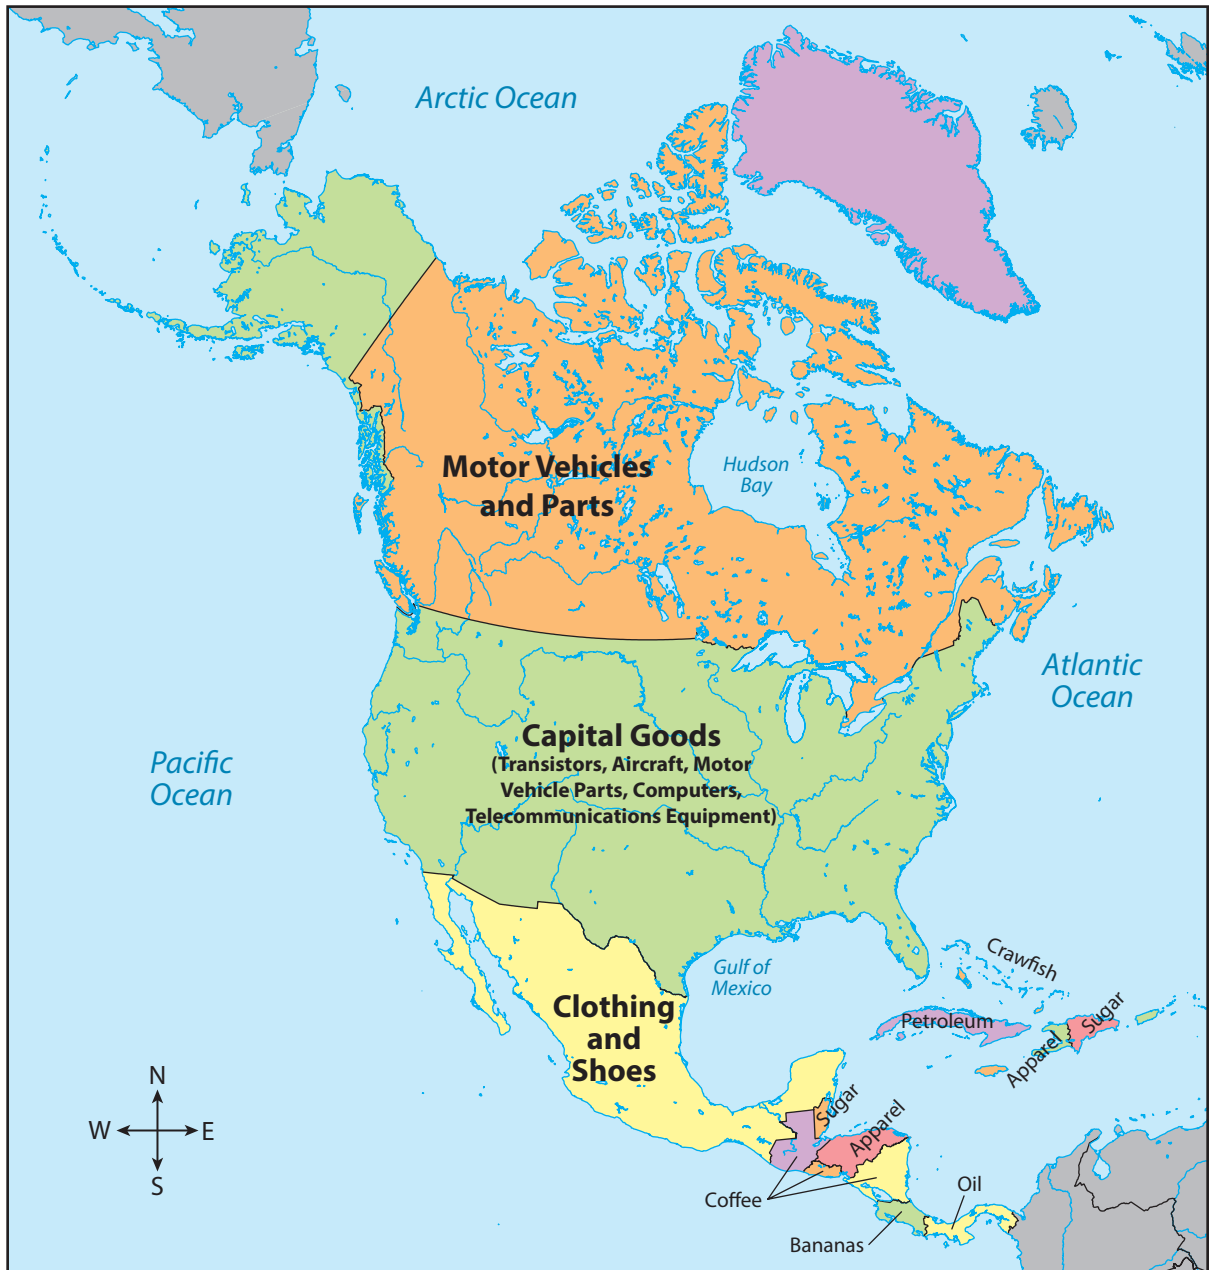 Arctic Ocean
Motor Vehicles
and Parts
Hudson
Bay
Atlantic
Ocean
Capital Goods
(Transistors, Aircraft, Motor
Vehicle Parts, Computers,
Telecommunications Equipment)
Pacific
Ocean
Crawfish
Gulf of
Mexico
Clothing
and
Shoes
Petroleum
Sugar
Apparel
N
W
E
S
Sugar
Apparel
Coffee
Oil
Bananas